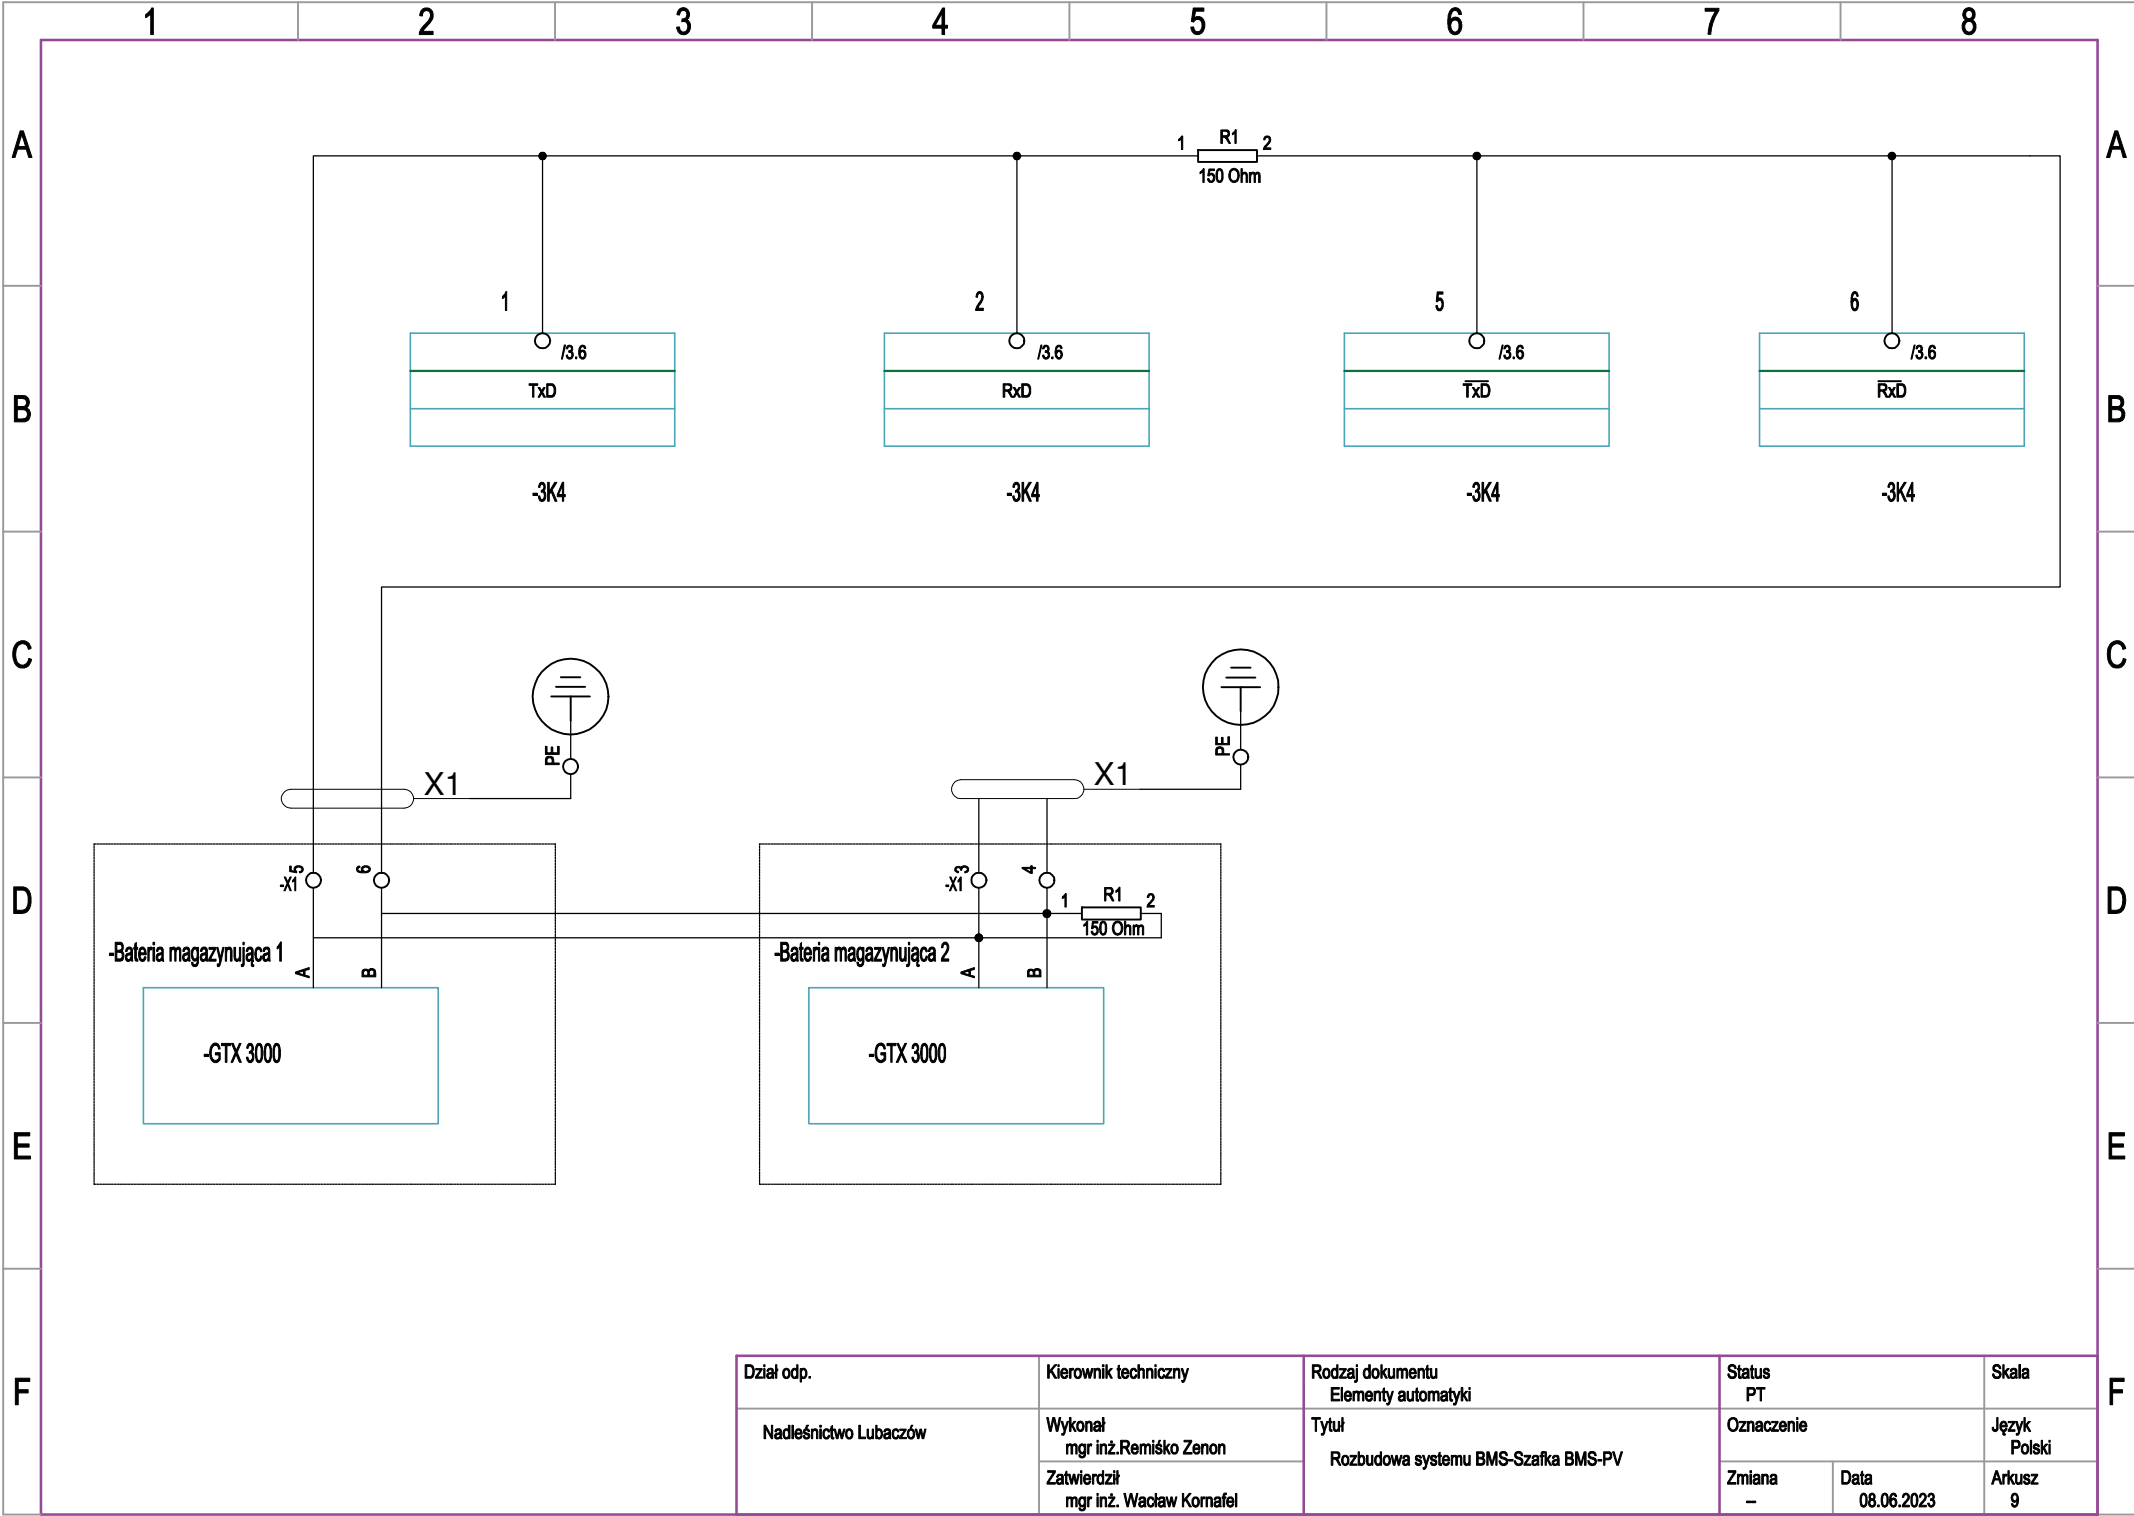 1 2 3 4 5 6 7 8
A A
1 R1 2
150 Ohm
1 2 5 6
/3.6 /3.6 /3.6 /3.6
TxD RxD T̅x̅D̅ R̅x̅D̅
B B
-3K4 -3K4 -3K4 -3K4
C C
PE PE
X1 X1
-X1 5 6 -X1 3 4
D D
1 R1 2
150 Ohm
-Bateria magazynująca 1 -Bateria magazynująca 2
A B A B
-GTX 3000 -GTX 3000
E E
F F
Dział odp.
Nadleśnictwo Lubaczów
Kierownik techniczny
Wykonał
mgr inż.Remiśko Zenon
Zatwierdził
mgr inż. Wacław Kornafel
Rodzaj dokumentu
Elementy automatyki
Tytuł
Rozbudowa systemu BMS-Szafka BMS-PV
Status
PT
Skala
Oznaczenie
Język
Polski
Zmiana
–
Data
08.06.2023
Arkusz
9